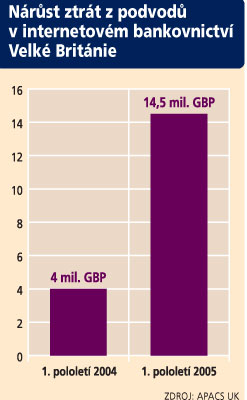 Nárůst ztrát z podvodů
v internetovém bankovnictví
Velké Británie
16
14
12
10
8
6
4
2
0
14,5 mil. GBP
4 mil. GBP
1. pololetí 2004
1. pololetí 2005
ZDROJ: APACS UK